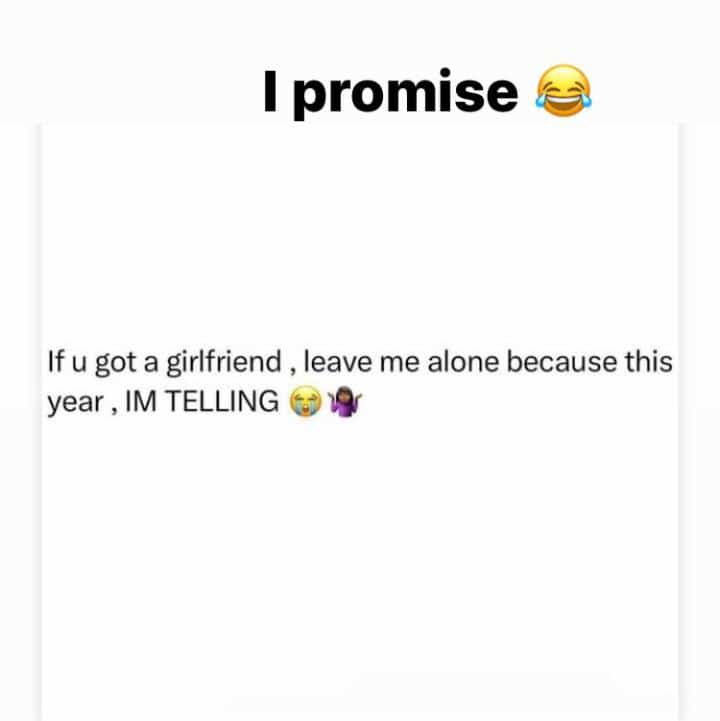 I promise 😂
If u got a girlfriend , leave me alone because this
year , IM TELLING 😭🤷🏾‍♀️